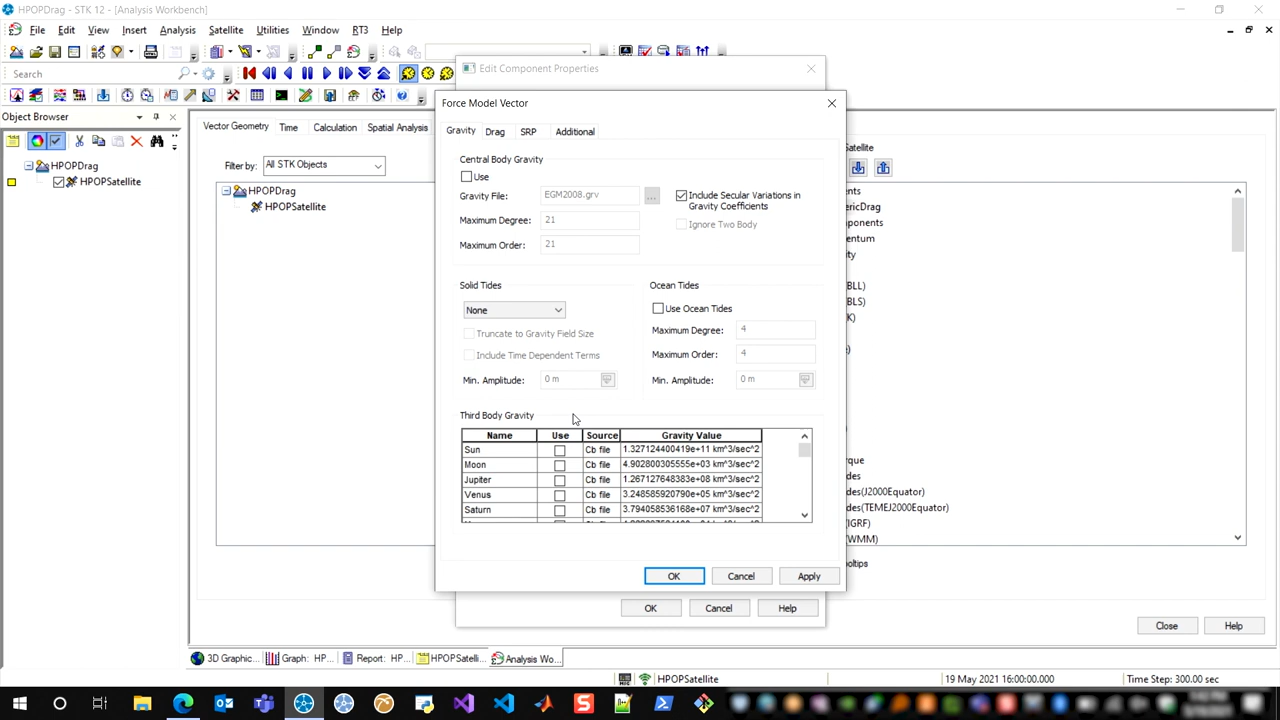 HPOPDrag - STK 12 - [Analysis Workbench]
File Edit View Insert Analysis Satellite Utilities Window RT3 Help
Search
Object Browser
HPOPDrag
HPOPSatellite
Vector Geometry Time Calculation Spatial Analysis
Filter by: All STK Objects
HPOPDrag
HPOPSatellite
Edit Component Properties
Force Model Vector
Gravity Drag SRP Additional
Central Body Gravity
Use
Gravity File: EGM2008.grv ...
Include Secular Variations in
Gravity Coefficients
Maximum Degree: 21
Ignore Two Body
Maximum Order: 21
Solid Tides
None
Truncate to Gravity Field Size
Include Time Dependent Terms
Min. Amplitude: 0 m
Ocean Tides
Use Ocean Tides
Maximum Degree: 4
Maximum Order: 4
Min. Amplitude: 0 m
Third Body Gravity
Name Use Source Gravity Value
Sun Cb file 1.327124400419e+11 km^3/sec^2
Moon Cb file 4.902800305555e+03 km^3/sec^2
Jupiter Cb file 1.267127648383e+08 km^3/sec^2
Venus Cb file 3.248585920790e+05 km^3/sec^2
Saturn Cb file 3.794058536168e+07 km^3/sec^2
OK Cancel Apply
OK Cancel Help
atellite
ents
ericDrag
ponents
entum
ity
(BLL)
(BLS)
K)
e)
rque
des
des(J2000Equator)
des(TEMEJ2000Equator)
(IGRF)
(WMM)
oltips
Close Help
3D Graphic... Graph: HP... Report: HP... HPOPSatelli... Analysis Wo...
HPOPSatellite 19 May 2021 16:00:00.000 Time Step: 300.00 sec